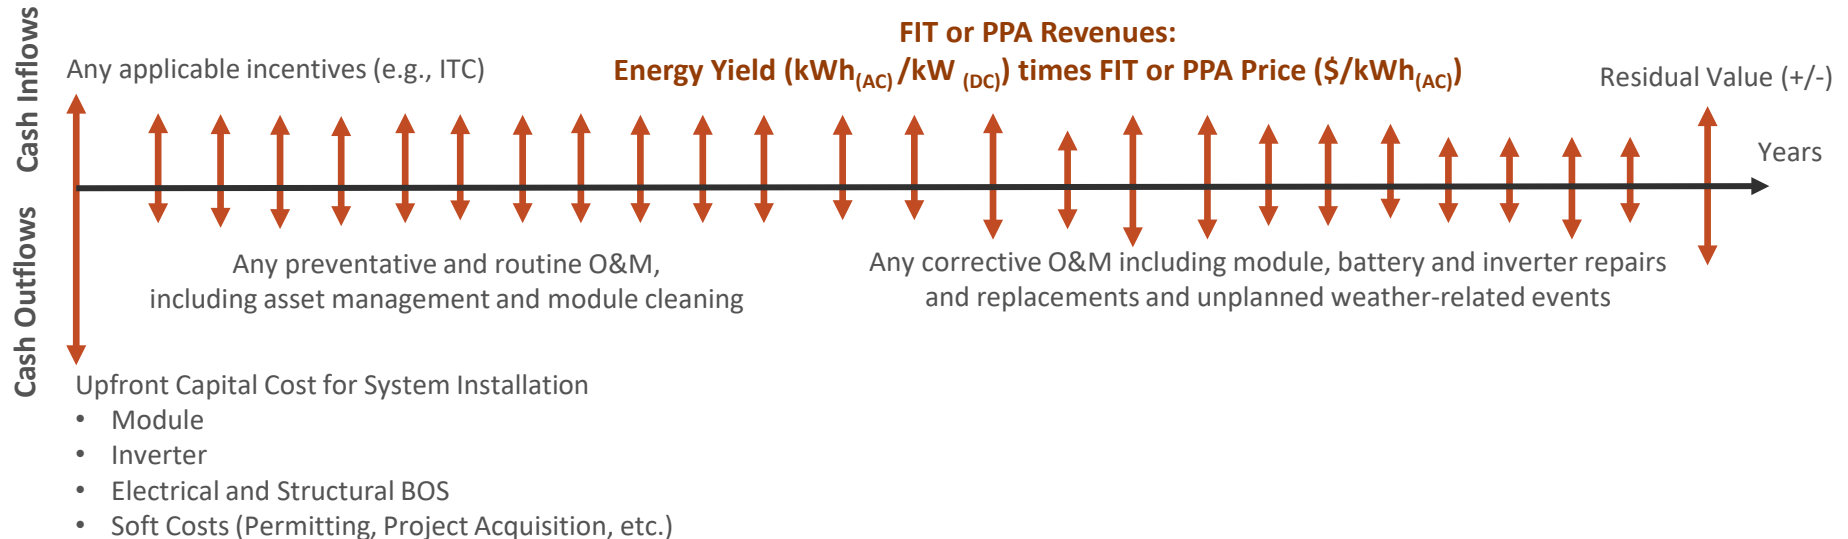 Cash Inflows
Cash Outflows
Any applicable incentives (e.g., ITC)
FIT or PPA Revenues:
Energy Yield (kWh(AC)/kW (DC)) times FIT or PPA Price ($/kWh(AC))
Residual Value (+/-)
Years
Any preventative and routine O&M,
including asset management and module cleaning
Any corrective O&M including module, battery and inverter repairs
and replacements and unplanned weather-related events
Upfront Capital Cost for System Installation
• Module
• Inverter
• Electrical and Structural BOS
• Soft Costs (Permitting, Project Acquisition, etc.)